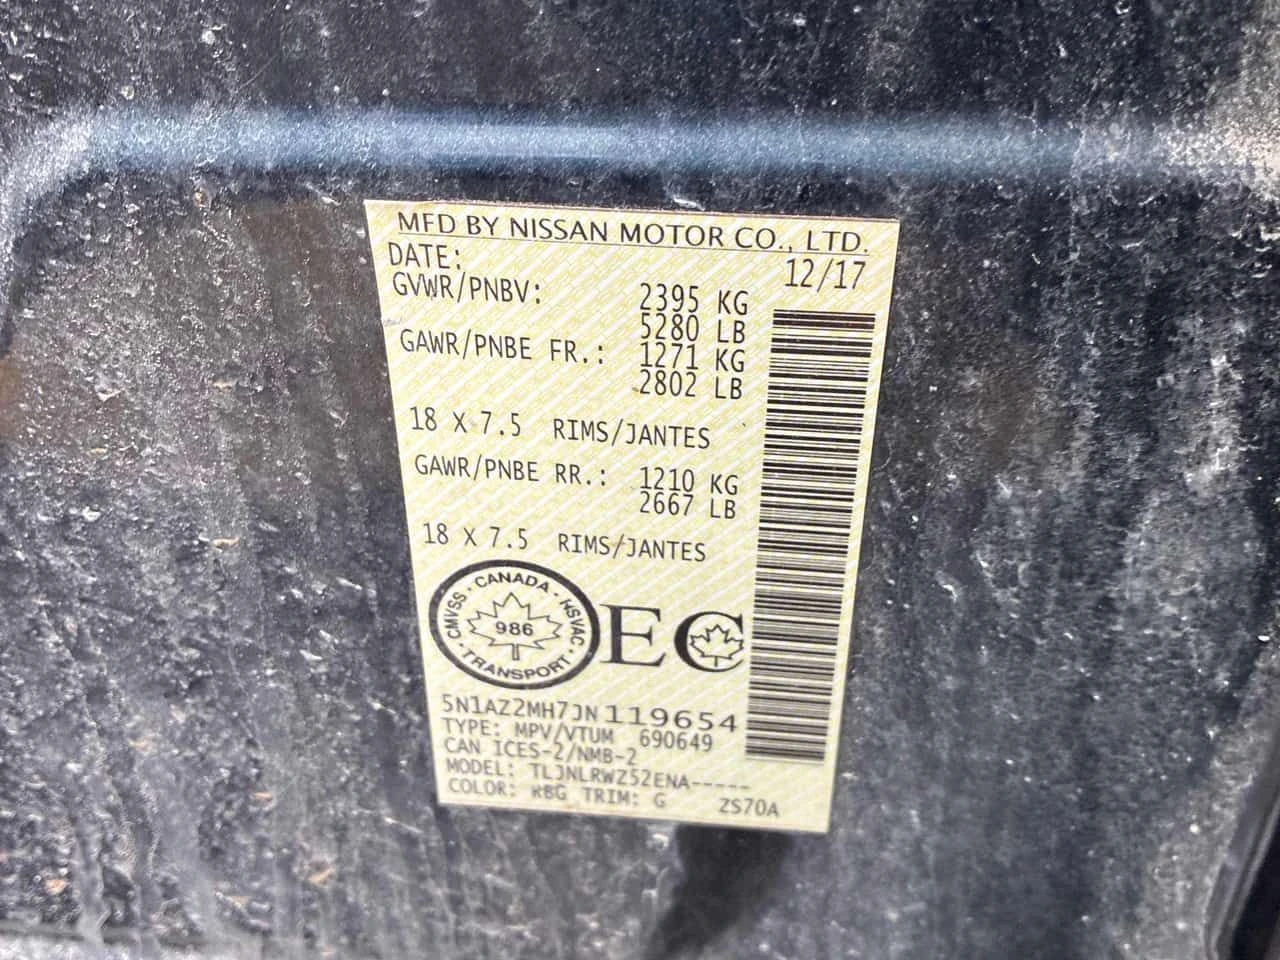 MFD BY NISSAN MOTOR CO., LTD.
DATE: 12/17
GVWR/PNBV: 2395 KG
5280 LB
GAWR/PNBE FR.: 1271 KG
2802 LB
18 X 7.5 RIMS/JANTES
GAWR/PNBE RR.: 1210 KG
2667 LB
18 X 7.5 RIMS/JANTES
CMVSS · CANADA · NSVAC · TRANSPORT ·
986
EC
5N1AZ2MH7JN119654
TYPE: MPV/VTUM 690649
CAN ICES-2/NMB-2
MODEL: TLJNLRWZ52ENA-----
COLOR: RBG TRIM: G ZS70A